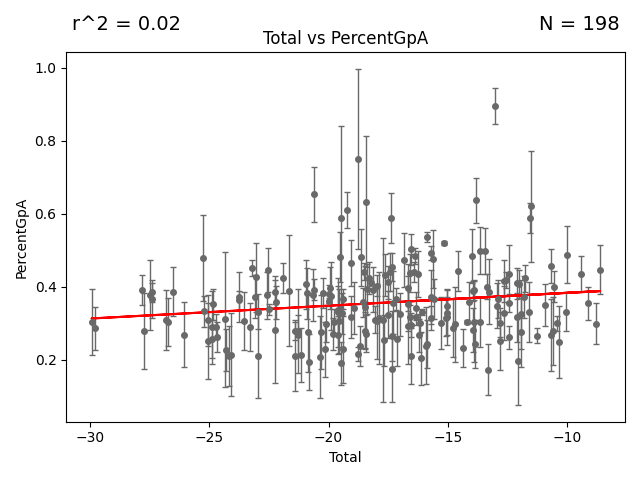 r^2 = 0.02
N = 198
Total vs PercentGpA
1.0
0.8
0.6
0.4
0.2
PercentGpA
−30
−25
−20
−15
−10
Total